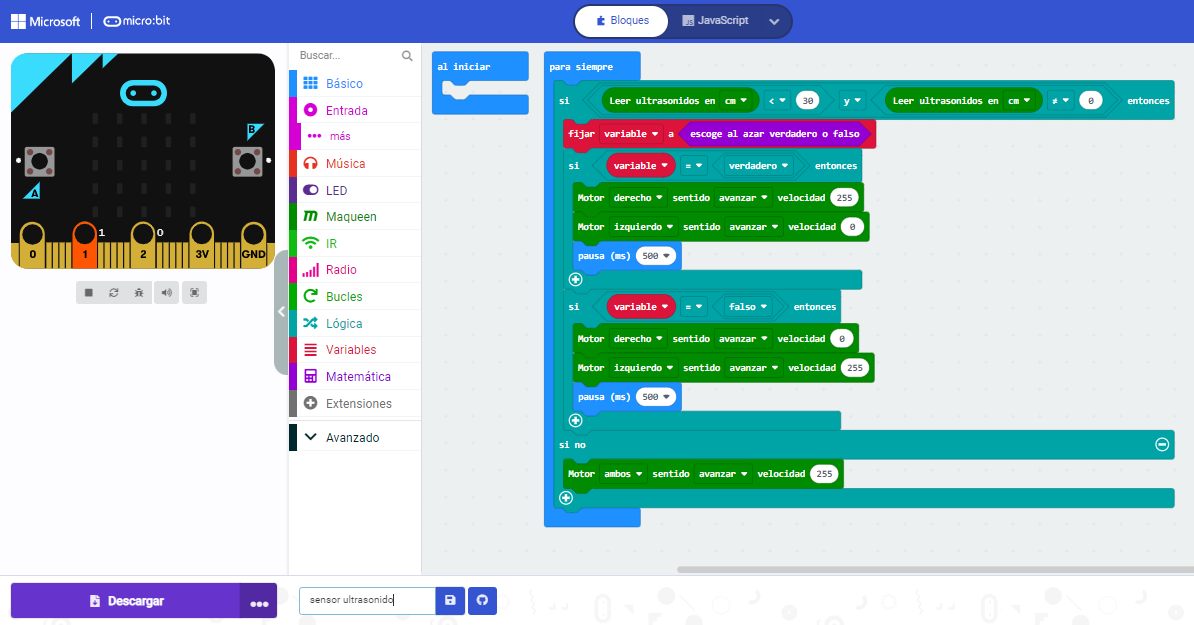 Microsoft micro:bit Bloques JavaScript
Buscar...
Básico
Entrada
más
Música
LED
Maqueen
IR
Radio
Bucles
Lógica
Variables
Matemática
Extensiones
Avanzado
B
A
1 0
0 1 2 3V GND
al iniciar
para siempre
si Leer ultrasonidos en cm < 30 y Leer ultrasonidos en cm ≠ 0 entonces
fijar variable a escoge al azar verdadero o falso
si variable = verdadero entonces
Motor derecho sentido avanzar velocidad 255
Motor izquierdo sentido avanzar velocidad 0
pausa (ms) 500
si variable = falso entonces
Motor derecho sentido avanzar velocidad 0
Motor izquierdo sentido avanzar velocidad 255
pausa (ms) 500
si no
Motor ambos sentido avanzar velocidad 255
Descargar ••• sensor ultrasonido